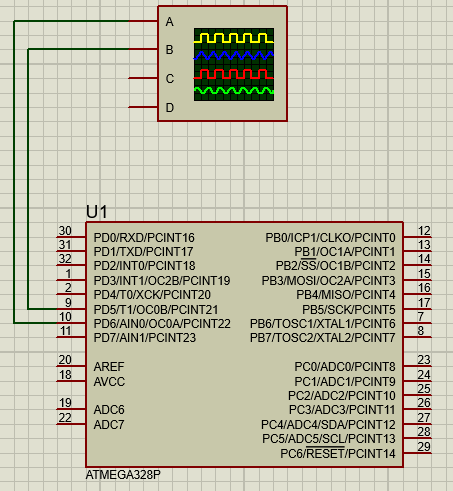 A
B
C
D
U1
30 PD0/RXD/PCINT16 PB0/ICP1/CLKO/PCINT0 12
31 PD1/TXD/PCINT17 PB1/OC1A/PCINT1 13
32 PD2/INT0/PCINT18 PB2/SS/OC1B/PCINT2 14
1 PD3/INT1/OC2B/PCINT19 PB3/MOSI/OC2A/PCINT3 15
2 PD4/T0/XCK/PCINT20 PB4/MISO/PCINT4 16
9 PD5/T1/OC0B/PCINT21 PB5/SCK/PCINT5 17
10 PD6/AIN0/OC0A/PCINT22 PB6/TOSC1/XTAL1/PCINT6 7
11 PD7/AIN1/PCINT23 PB7/TOSC2/XTAL2/PCINT7 8
20 AREF PC0/ADC0/PCINT8 23
18 AVCC PC1/ADC1/PCINT9 24
PC2/ADC2/PCINT10 25
19 ADC6 PC3/ADC3/PCINT11 26
22 ADC7 PC4/ADC4/SDA/PCINT12 27
PC5/ADC5/SCL/PCINT13 28
PC6/RESET/PCINT14 29
ATMEGA328P